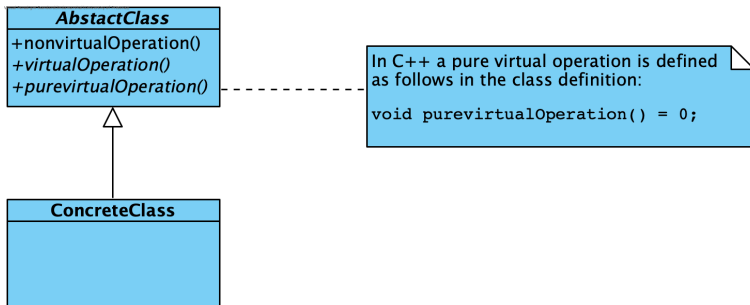 AbstactClass
+nonvirtualOperation()
+virtualOperation()
+purevirtualOperation()
In C++ a pure virtual operation is defined
as follows in the class definition:
void purevirtualOperation() = 0;
ConcreteClass